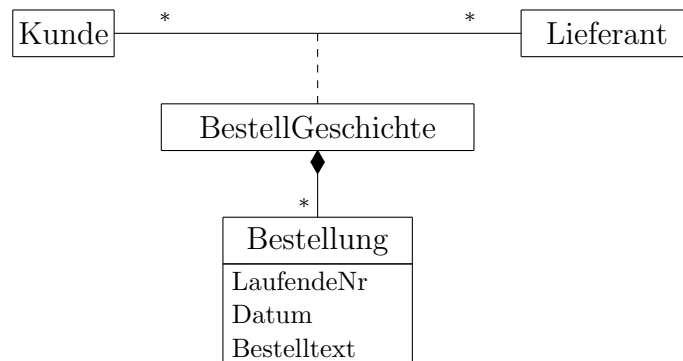 * *
Kunde Lieferant
BestellGeschichte
*
Bestellung
LaufendeNr
Datum
Bestelltext